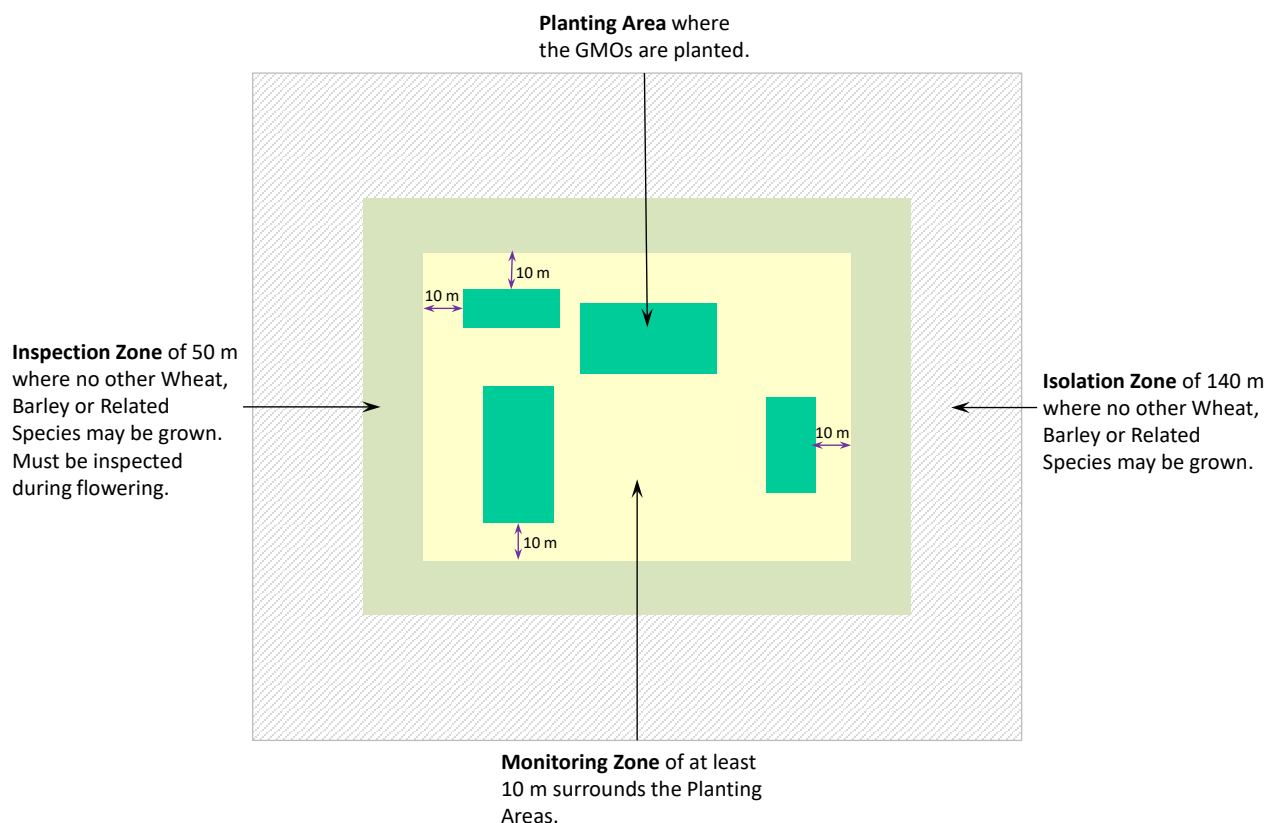 Planting Area where
the GMOs are planted.
10 m
10 m
Inspection Zone of 50 m
where no other Wheat,
Barley or Related
Species may be grown.
Must be inspected
during flowering.
Isolation Zone of 140 m
where no other Wheat,
Barley or Related
Species may be grown.
10 m
10 m
Monitoring Zone of at least
10 m surrounds the Planting
Areas.